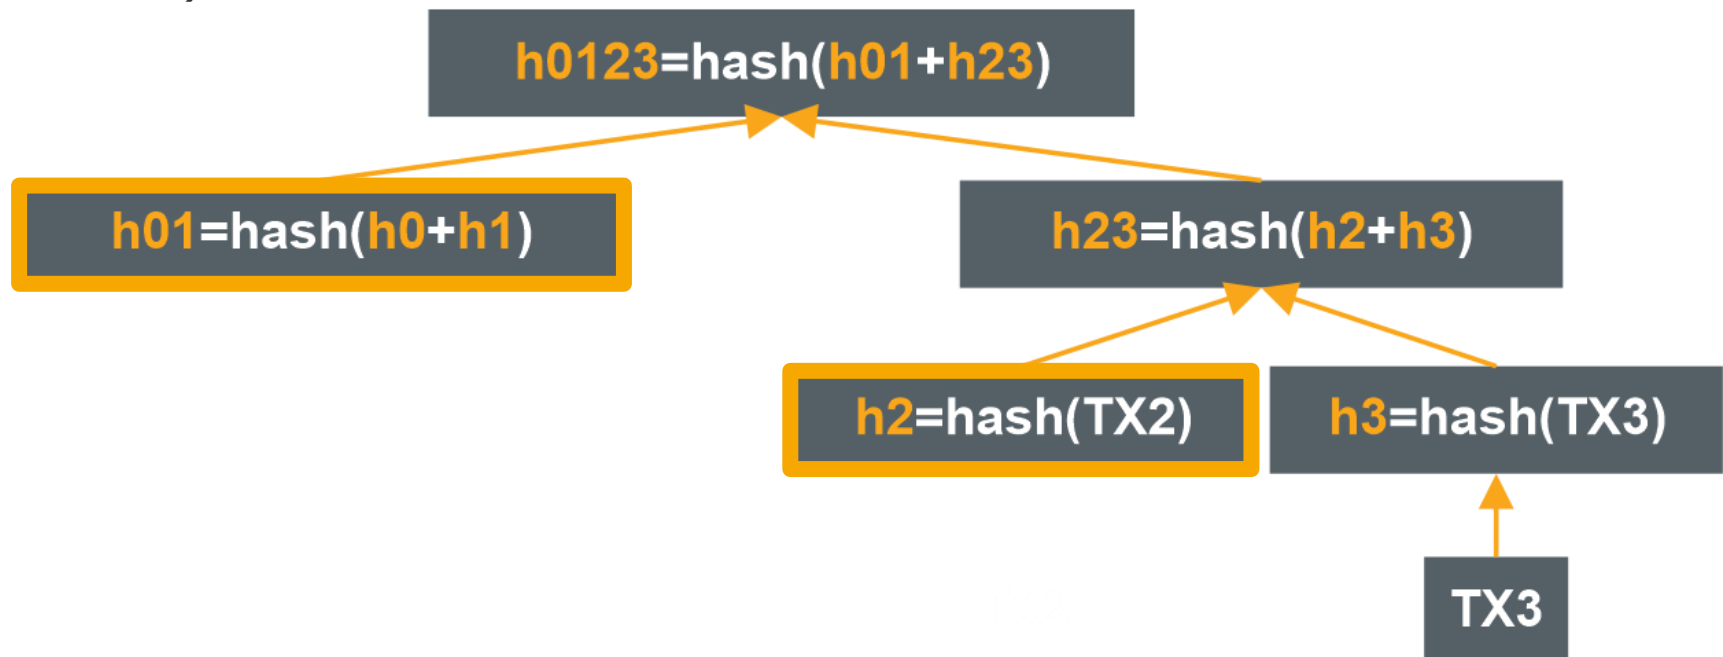 h0123=hash(h01+h23)
h01=hash(h0+h1)
h23=hash(h2+h3)
h2=hash(TX2)
h3=hash(TX3)
TX3